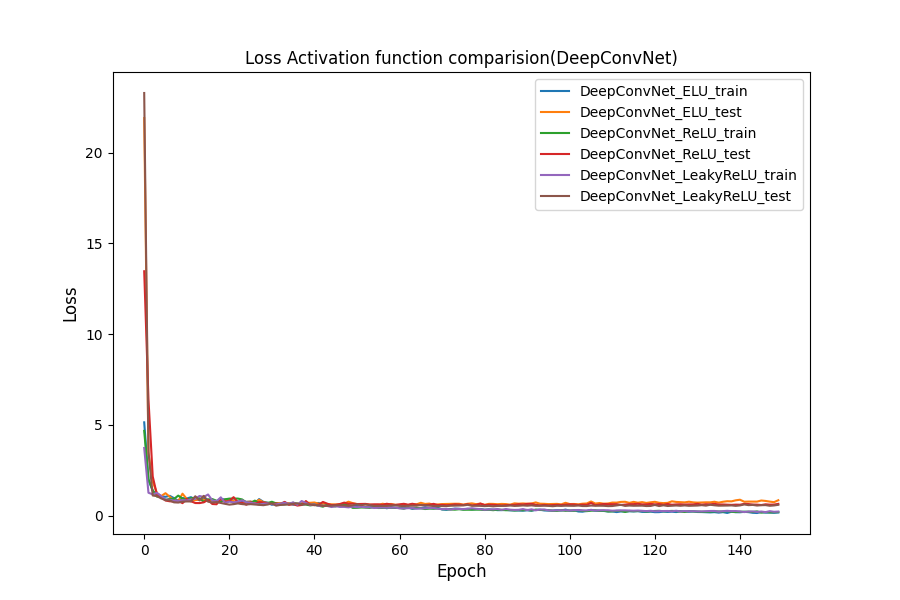 Loss Activation function comparision(DeepConvNet)
DeepConvNet_ELU_train
DeepConvNet_ELU_test
DeepConvNet_ReLU_train
DeepConvNet_ReLU_test
DeepConvNet_LeakyReLU_train
DeepConvNet_LeakyReLU_test
Loss
20
15
10
5
0
0 20 40 60 80 100 120 140
Epoch